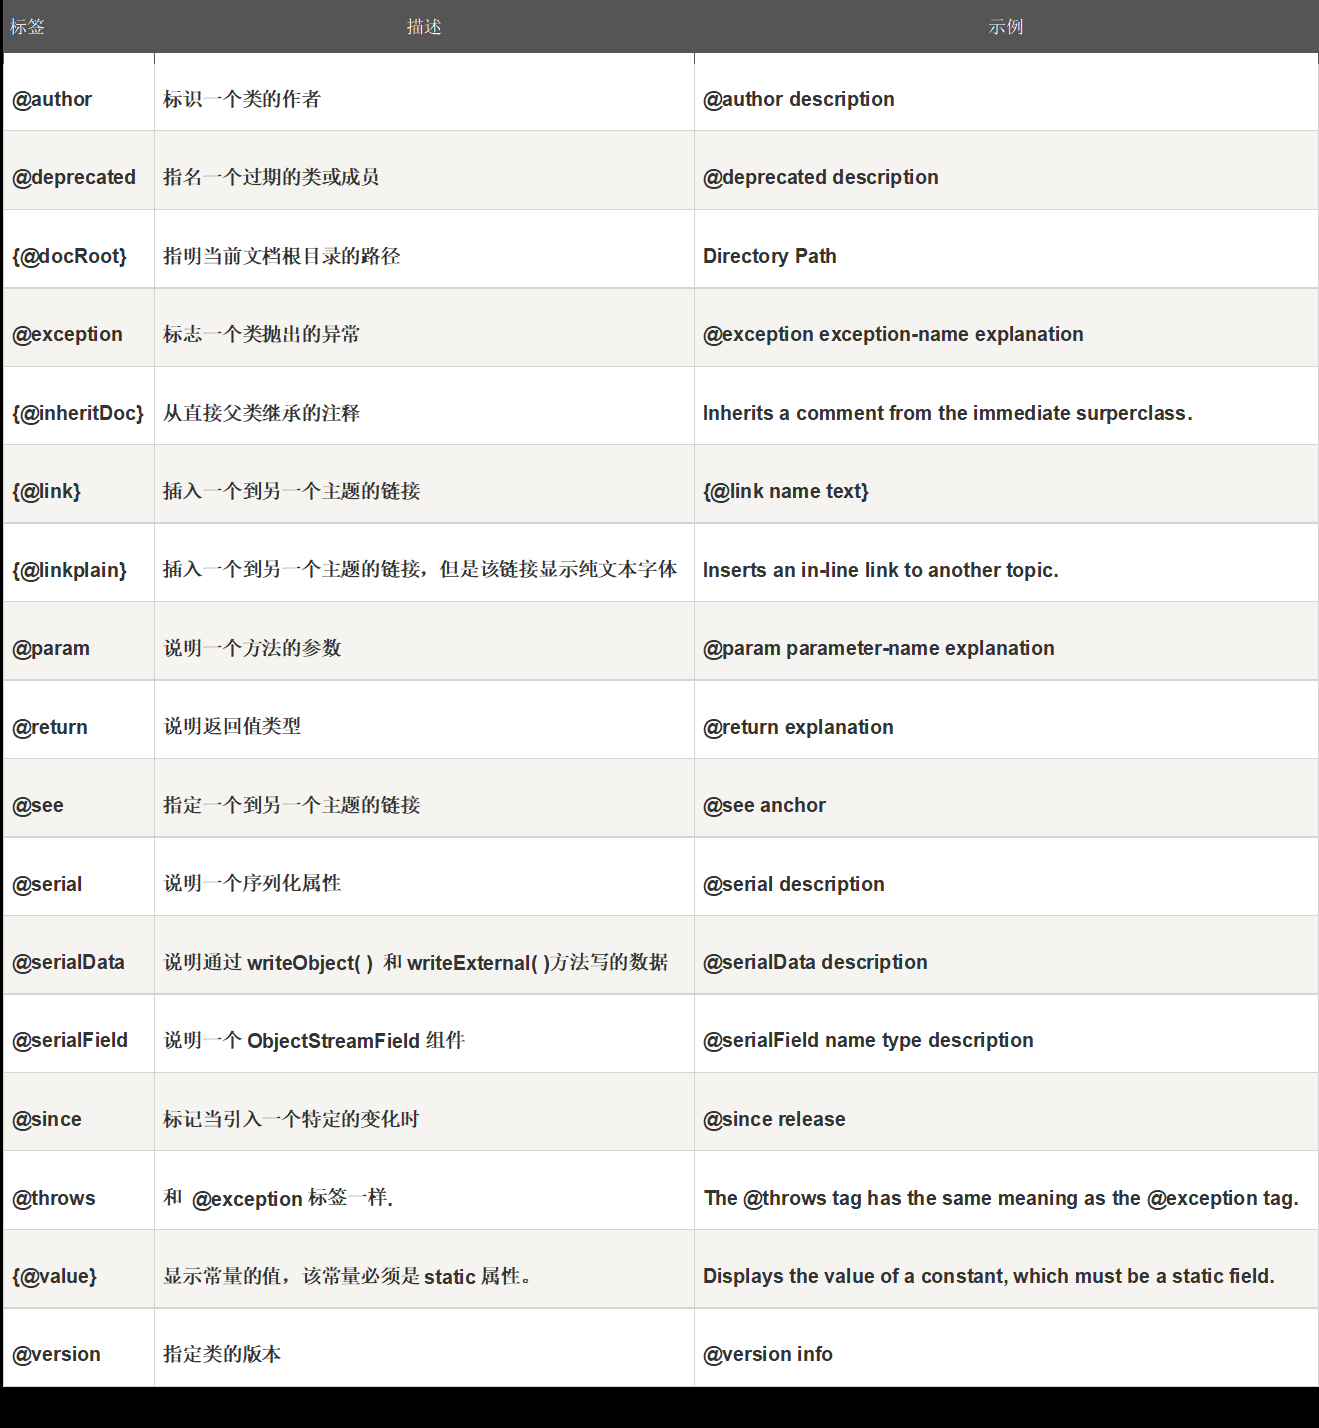 标签 描述 示例
@author 标识一个类的作者 @author description
@deprecated 指名一个过期的类或成员 @deprecated description
{@docRoot} 指明当前文档根目录的路径 Directory Path
@exception 标志一个类抛出的异常 @exception exception-name explanation
{@inheritDoc} 从直接父类继承的注释 Inherits a comment from the immediate surperclass.
{@link} 插入一个到另一个主题的链接 {@link name text}
{@linkplain} 插入一个到另一个主题的链接，但是该链接显示纯文本字体 Inserts an in-line link to another topic.
@param 说明一个方法的参数 @param parameter-name explanation
@return 说明返回值类型 @return explanation
@see 指定一个到另一个主题的链接 @see anchor
@serial 说明一个序列化属性 @serial description
@serialData 说明通过 writeObject( ) 和 writeExternal( )方法写的数据 @serialData description
@serialField 说明一个 ObjectStreamField 组件 @serialField name type description
@since 标记当引入一个特定的变化时 @since release
@throws 和 @exception 标签一样. The @throws tag has the same meaning as the @exception tag.
{@value} 显示常量的值，该常量必须是 static 属性。 Displays the value of a constant, which must be a static field.
@version 指定类的版本 @version info